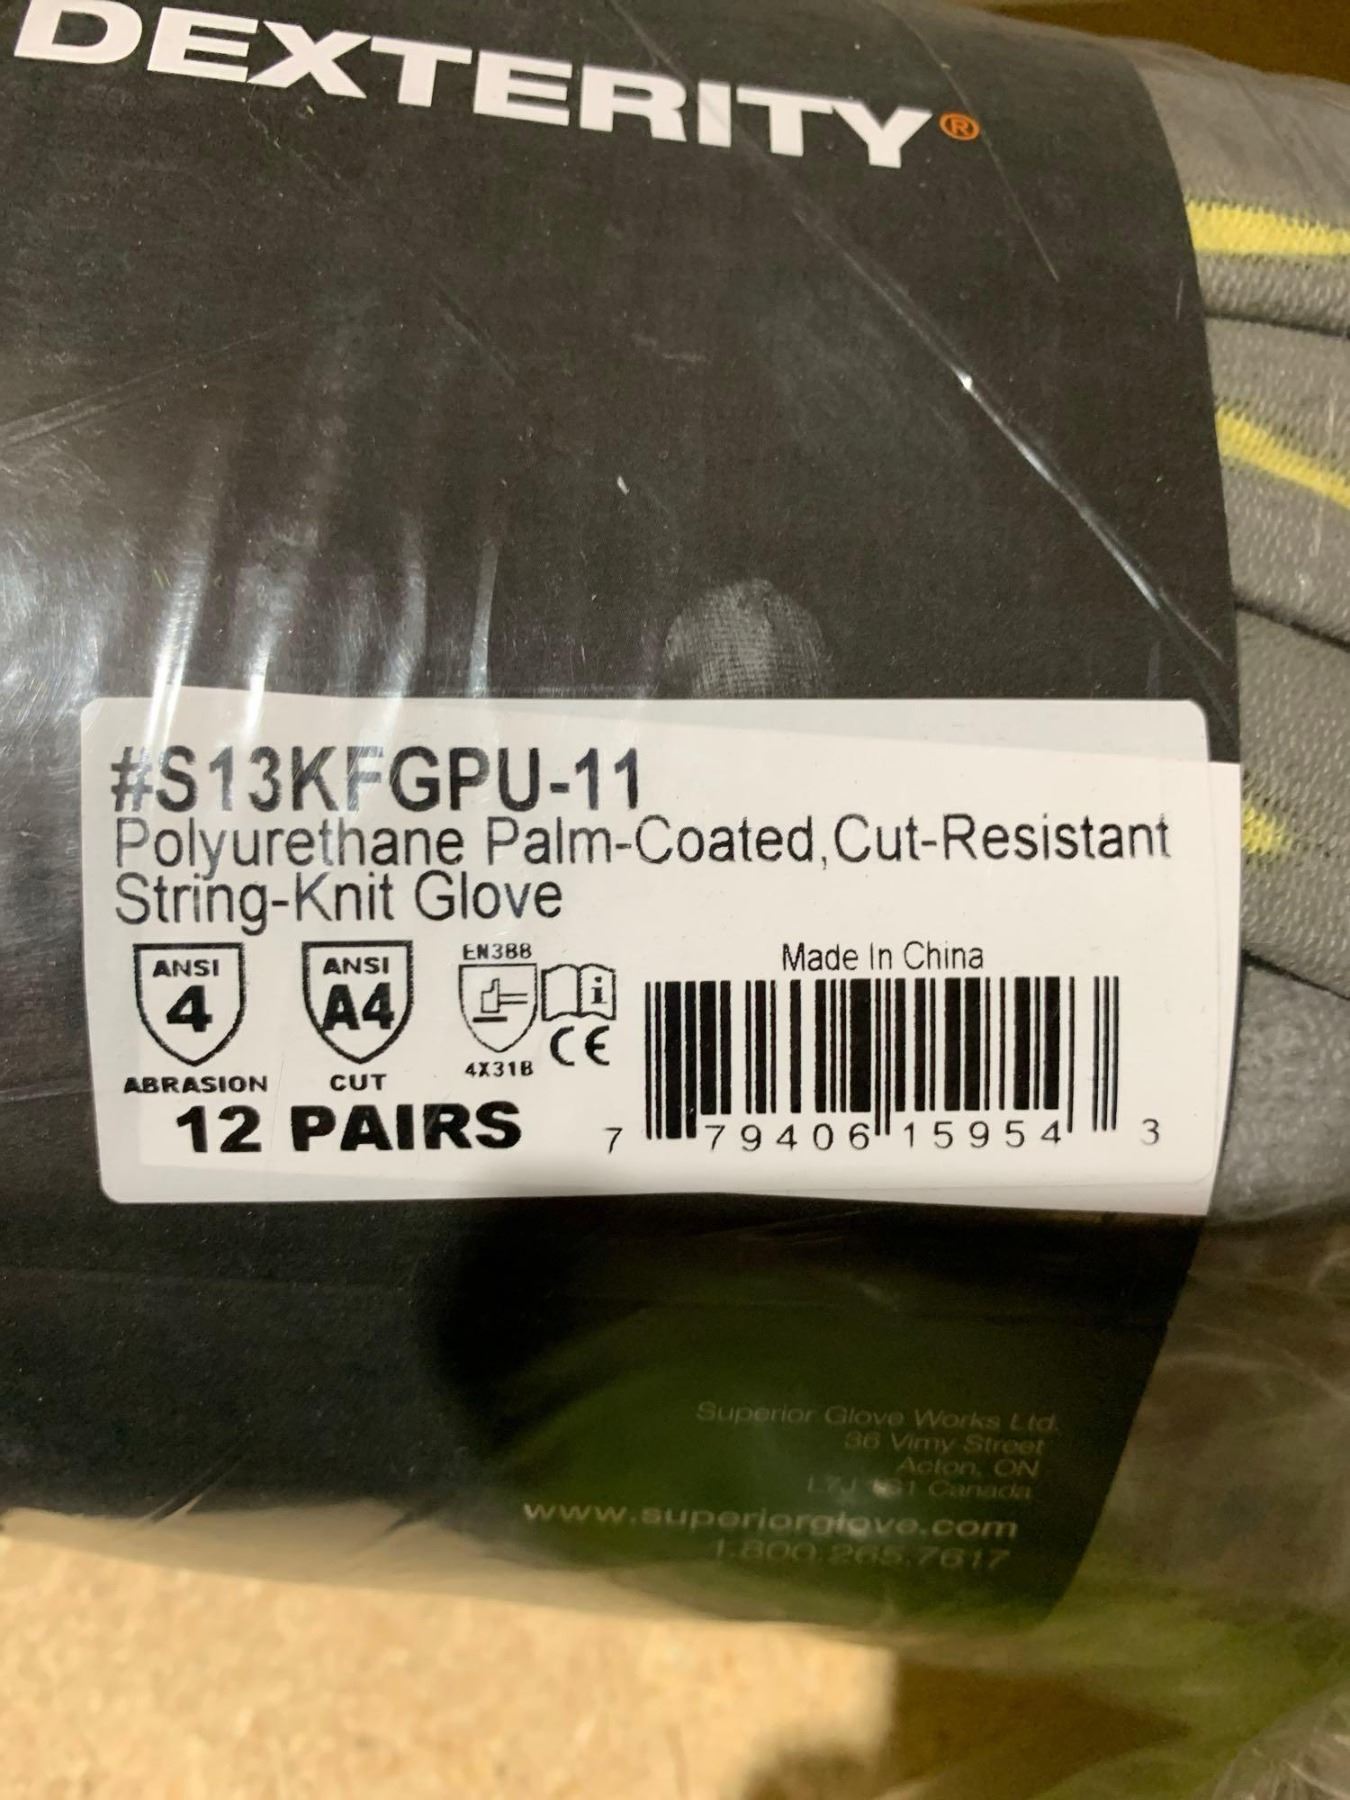 DEXTERITY®
#S13KFGPU-11
Polyurethane Palm-Coated,Cut-Resistant
String-Knit Glove
ANSI
4
ABRASION
ANSI
A4
CUT
EN388
i
CE
4X31B
Made In China
12 PAIRS
7 79406 15954 3
Superior Glove Works Ltd.
36 Vimy Street
Acton, ON
Canada
www.superiorglove.com
1.800.265.7617